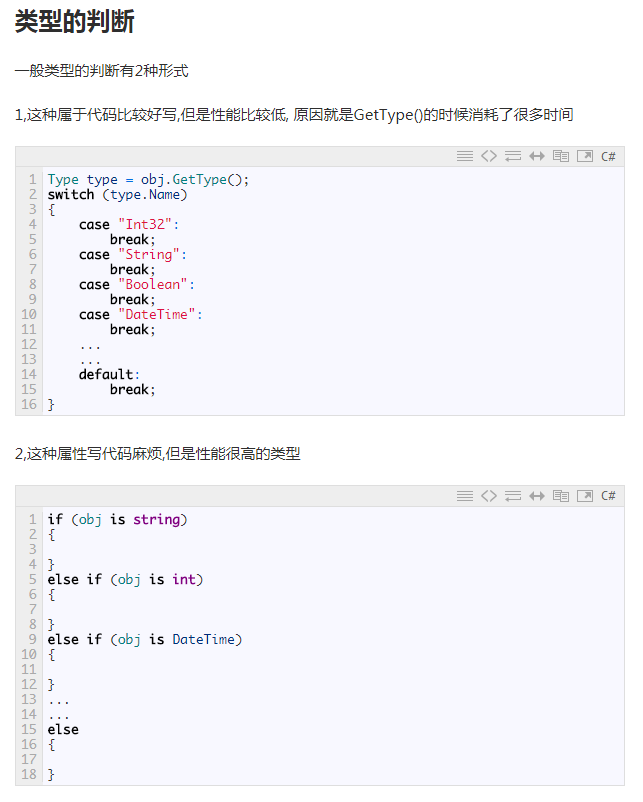 类型的判断
一般类型的判断有2种形式
1,这种属于代码比较好写,但是性能比较低, 原因就是GetType()的时候消耗了很多时间
C#
1 Type type = obj.GetType();
2 switch (type.Name)
3 {
4     case "Int32":
5         break;
6     case "String":
7         break;
8     case "Boolean":
9         break;
10     case "DateTime":
11         break;
12     ...
13     ...
14     default:
15         break;
16 }
2,这种属性写代码麻烦,但是性能很高的类型
C#
1 if (obj is string)
2 {
3
4 }
5 else if (obj is int)
6 {
7
8 }
9 else if (obj is DateTime)
10 {
11
12 }
13 ...
14 ...
15 else
16 {
17
18 }